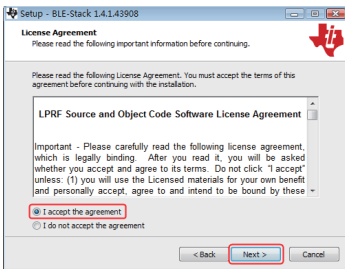 Setup - BLE-Stack 1.4.1.43908
License Agreement
Please read the following important information before continuing.
Please read the following License Agreement. You must accept the terms of this
agreement before continuing with the installation.
LPRF Source and Object Code Software License Agreement
Important - Please carefully read the following license agreement,
which is legally binding. After you read it, you will be asked
whether you accept and agree to its terms. Do not click "I accept"
unless: (1) you will use the Licensed materials for your own benefit
and personally accept, agree to and intend to be bound by these
I accept the agreement
I do not accept the agreement
< Back
Next >
Cancel